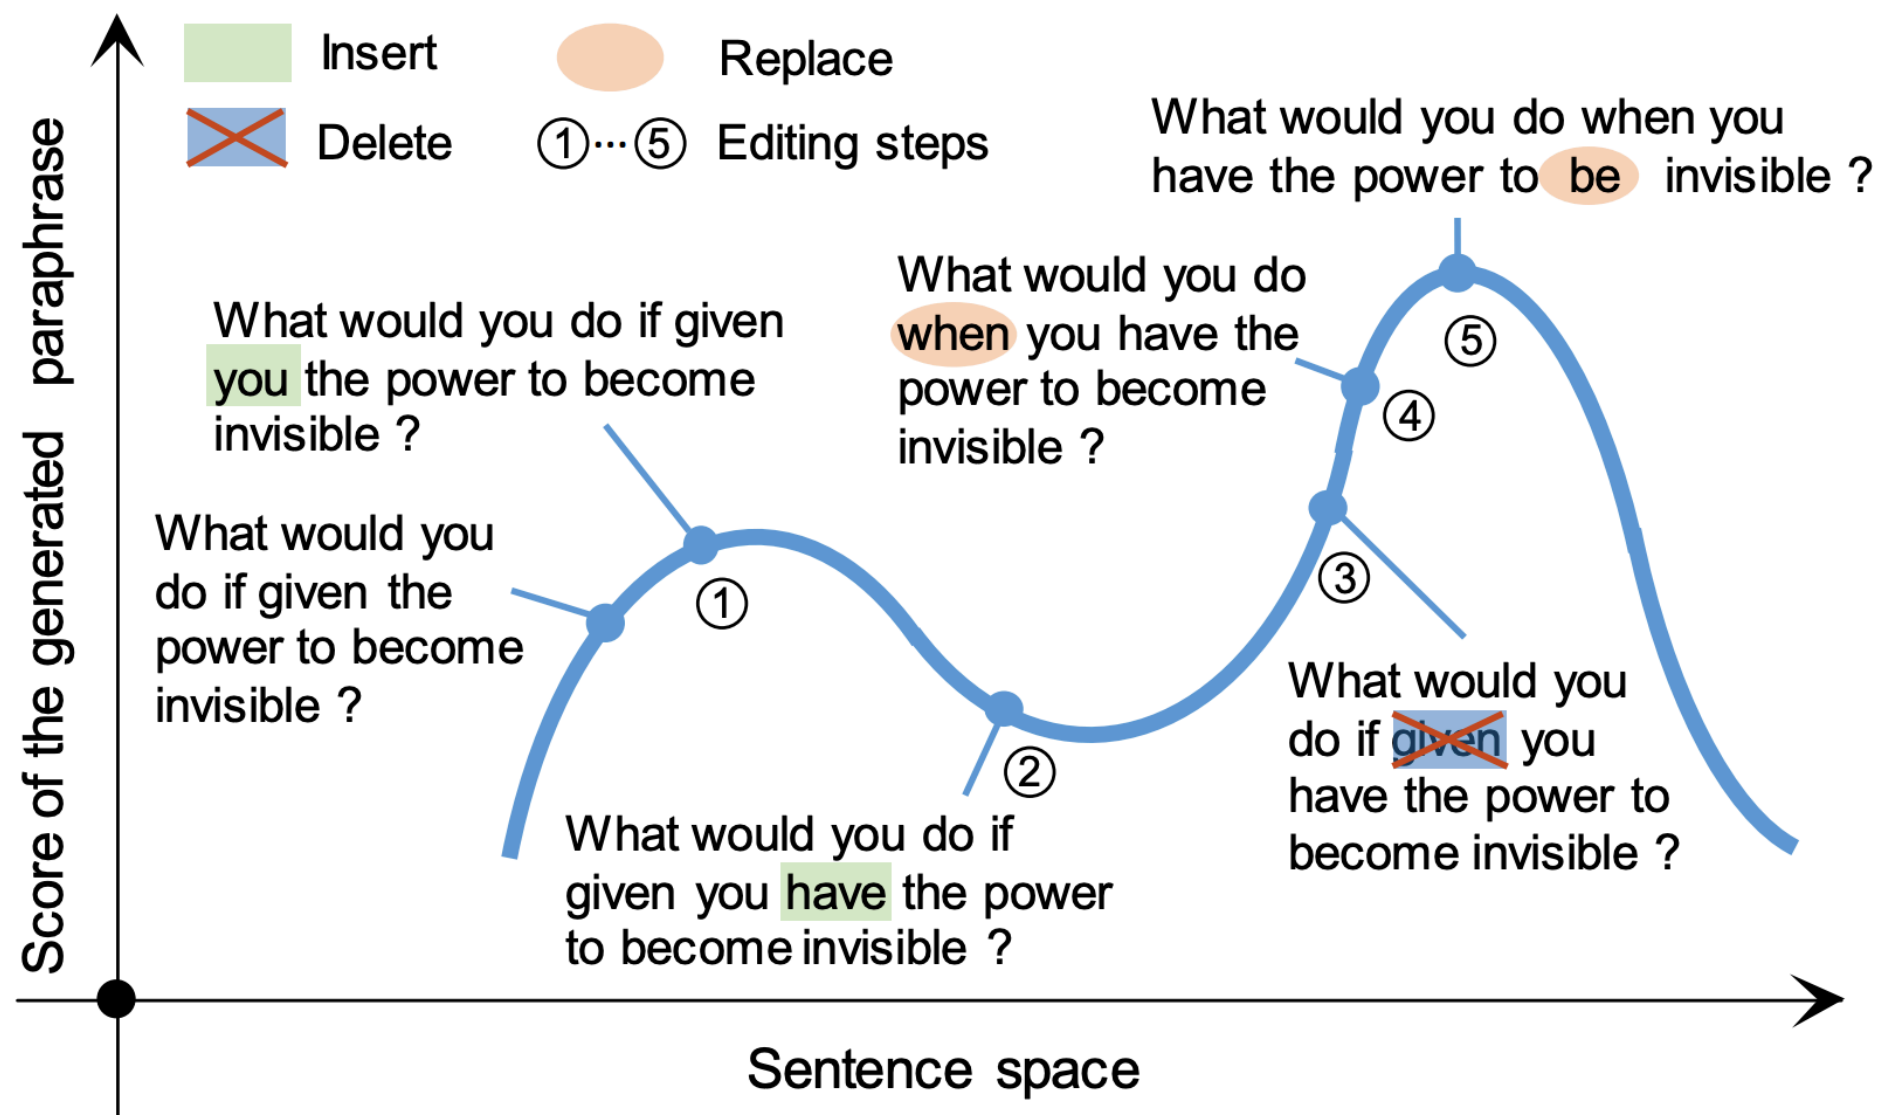 Insert
Replace
Delete
①...⑤ Editing steps
Score of the generated paraphrase
What would you
do if given the
power to become
invisible ?
What would you do if given
you the power to become
invisible ?
①
What would you do if
given you have the power
to become invisible ?
②
What would you
do if given you
have the power to
become invisible ?
③
What would you do
when you have the
power to become
invisible ?
④
What would you do when you
have the power to be invisible ?
⑤
Sentence space